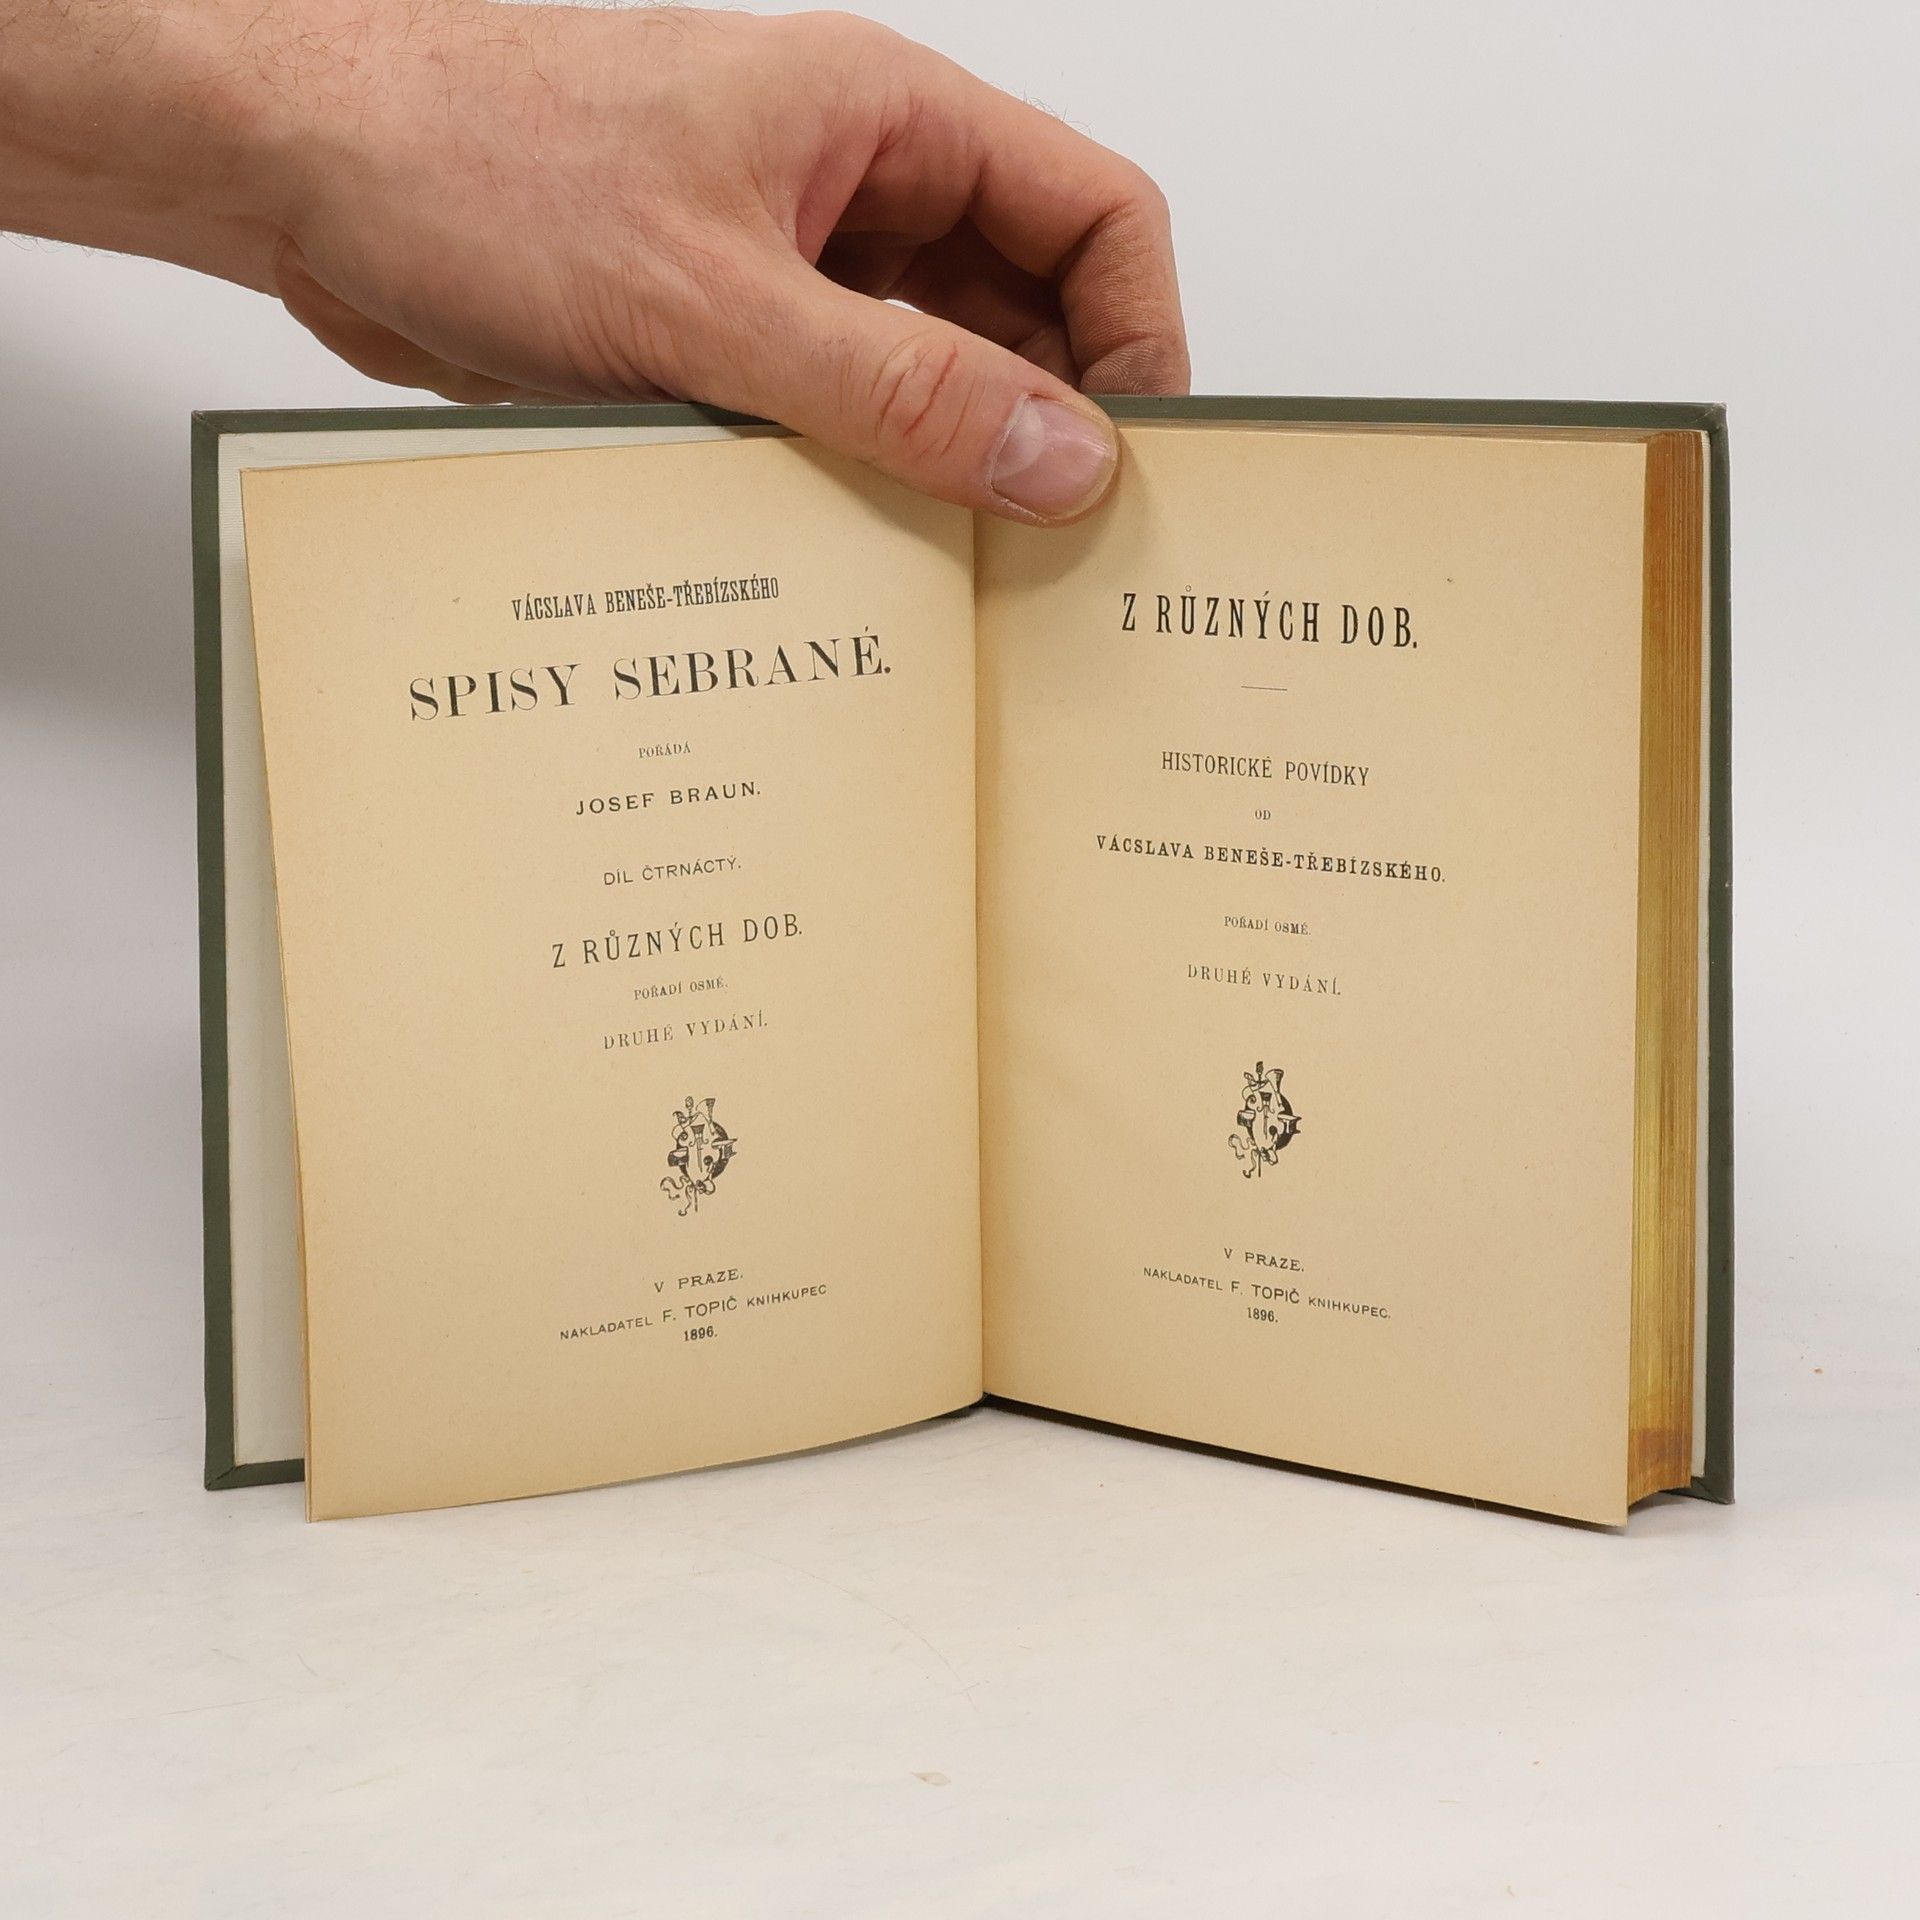 VÁCSLAVA BENEŠE-TŘEBÍZSKÉHO
SPISY SEBRANÉ.
POŘÁDÁ
JOSEF BRAUN.
DÍL ČTRNÁCTÝ.
Z RŮZNÝCH DOB.
POŘADÍ OSMÉ.
DRUHÉ VYDÁNÍ.
V PRAZE.
NAKLADATEL F. TOPIČ KNIHKUPEC
1896.
Z RŮZNÝCH DOB.
HISTORICKÉ POVÍDKY
OD
VÁCSLAVA BENEŠE-TŘEBÍZSKÉHO.
POŘADÍ OSMÉ.
DRUHÉ VYDÁNÍ.
V PRAZE.
NAKLADATEL F. TOPIČ KNIHKUPEC.
1896.